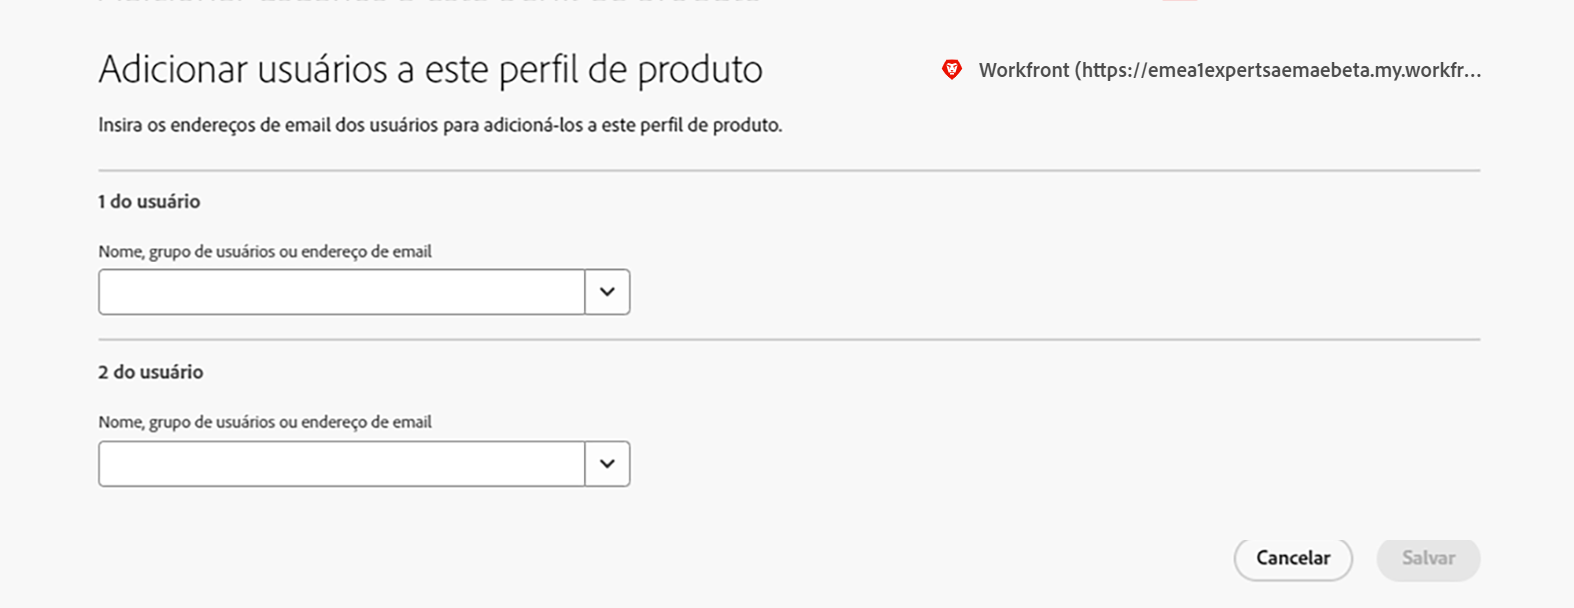 Adicionar usuários a este perfil de produto
Workfront (https://emea1expertsaemaebeta.my.workfr...
Insira os endereços de email dos usuários para adicioná-los a este perfil de produto.
1 do usuário
Nome, grupo de usuários ou endereço de email
2 do usuário
Nome, grupo de usuários ou endereço de email
Cancelar
Salvar